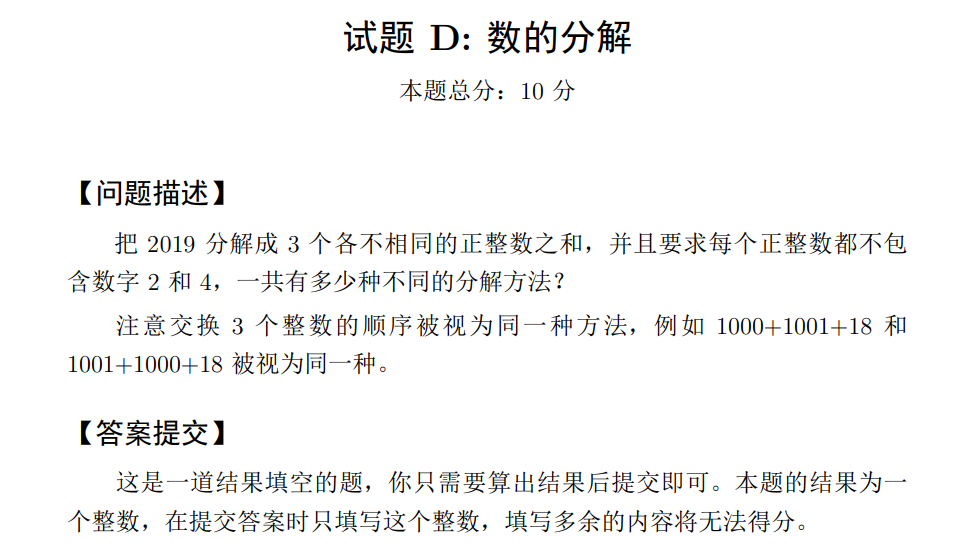 试题 D: 数的分解
本题总分：10 分
【问题描述】
把 2019 分解成 3 个各不相同的正整数之和，并且要求每个正整数都不包
含数字 2 和 4，一共有多少种不同的分解方法？
注意交换 3 个整数的顺序被视为同一种方法，例如 1000+1001+18 和
1001+1000+18 被视为同一种。
【答案提交】
这是一道结果填空的题，你只需要算出结果后提交即可。本题的结果为一
个整数，在提交答案时只填写这个整数，填写多余的内容将无法得分。